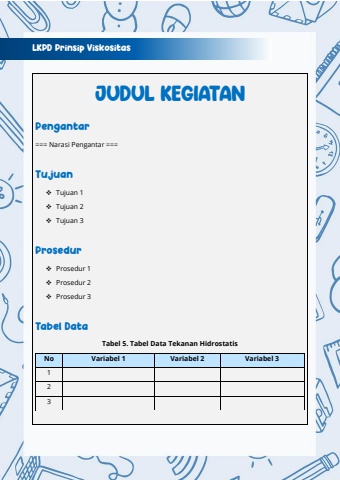 LKPD Prinsip Viskositas
JUDUL KEGIATAN
Pengantar
=== Narasi Pengantar ===
Tujuan
❖ Tujuan 1
❖ Tujuan 2
❖ Tujuan 3
Prosedur
❖ Prosedur 1
❖ Prosedur 2
❖ Prosedur 3
Tabel Data
Tabel 5. Tabel Data Tekanan Hidrostatis
No Variabel 1 Variabel 2 Variabel 3
1
2
3